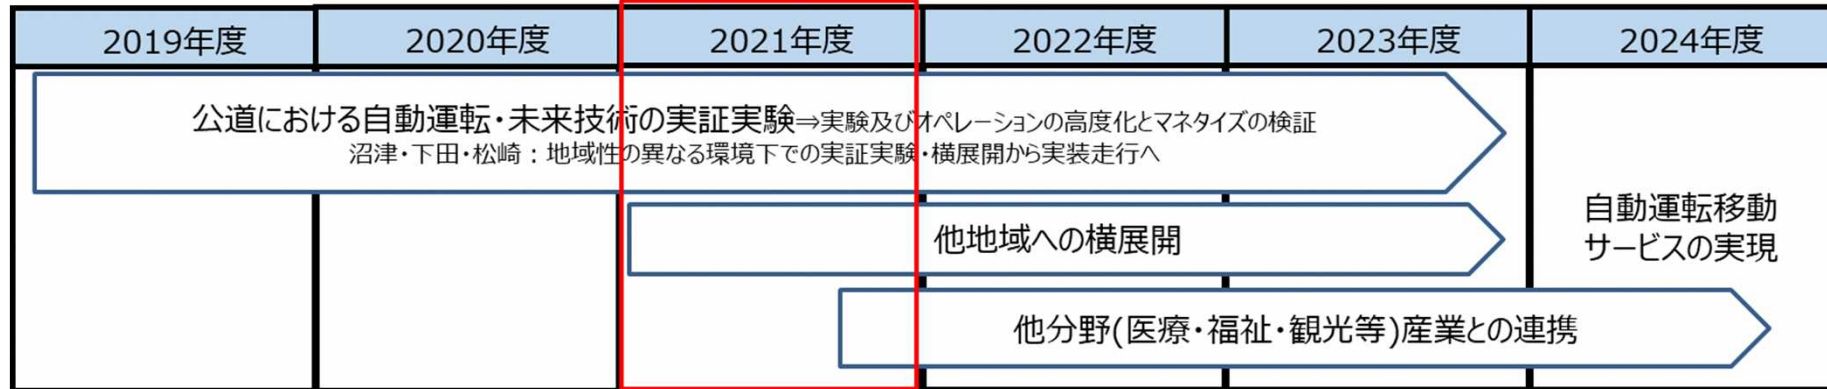 2019年度
2020年度
2021年度
2022年度
2023年度
2024年度
公道における自動運転・未来技術の実証実験⇒実験及びオペレーションの高度化とマネタイズの検証
沼津・下田・松崎：地域性の異なる環境下での実証実験・横展開から実装走行へ
他地域への横展開
自動運転移動
サービスの実現
他分野(医療・福祉・観光等)産業との連携